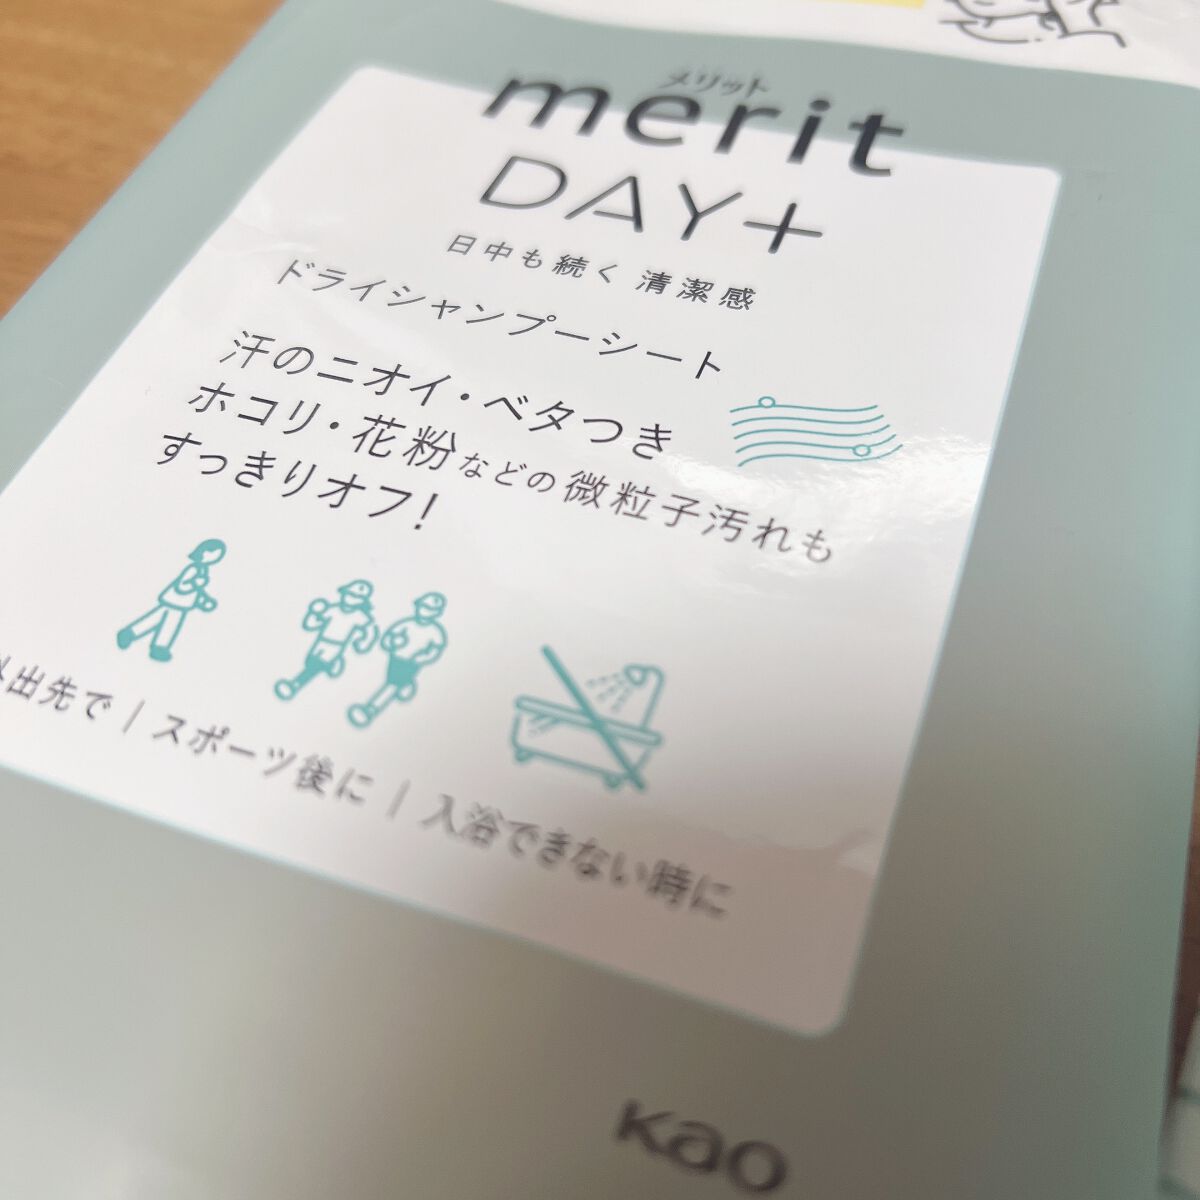 メリット
merit
DAY+
日中も続く 清潔感
ドライシャンプーシート
汗のニオイ・ベタつき
ホコリ・花粉などの微粒子汚れも
すっきりオフ!
外出先で | スポーツ後に | 入浴できない時に
Kao